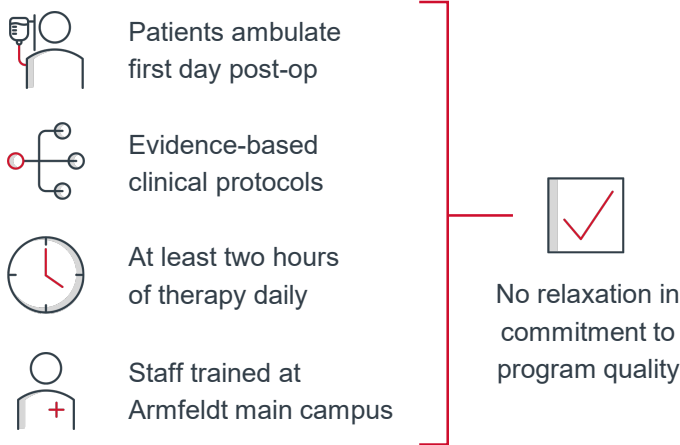 Patients ambulate
first day post-op
Evidence-based
clinical protocols
At least two hours
of therapy daily
Staff trained at
Armfeldt main campus
No relaxation in
commitment to
program quality